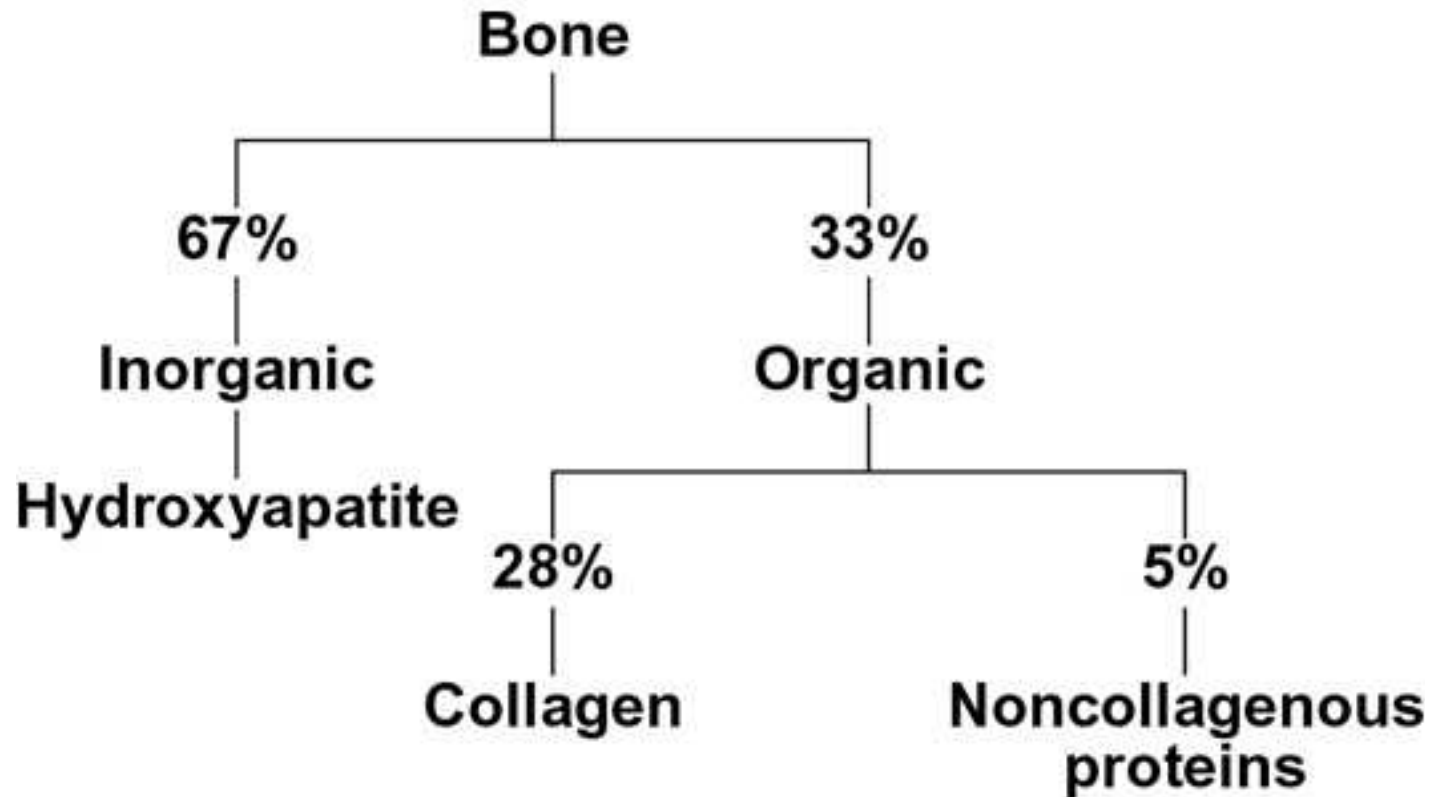 Bone
67%
33%
Inorganic
Organic
Hydroxyapatite
28%
5%
Collagen
Noncollagenous
proteins